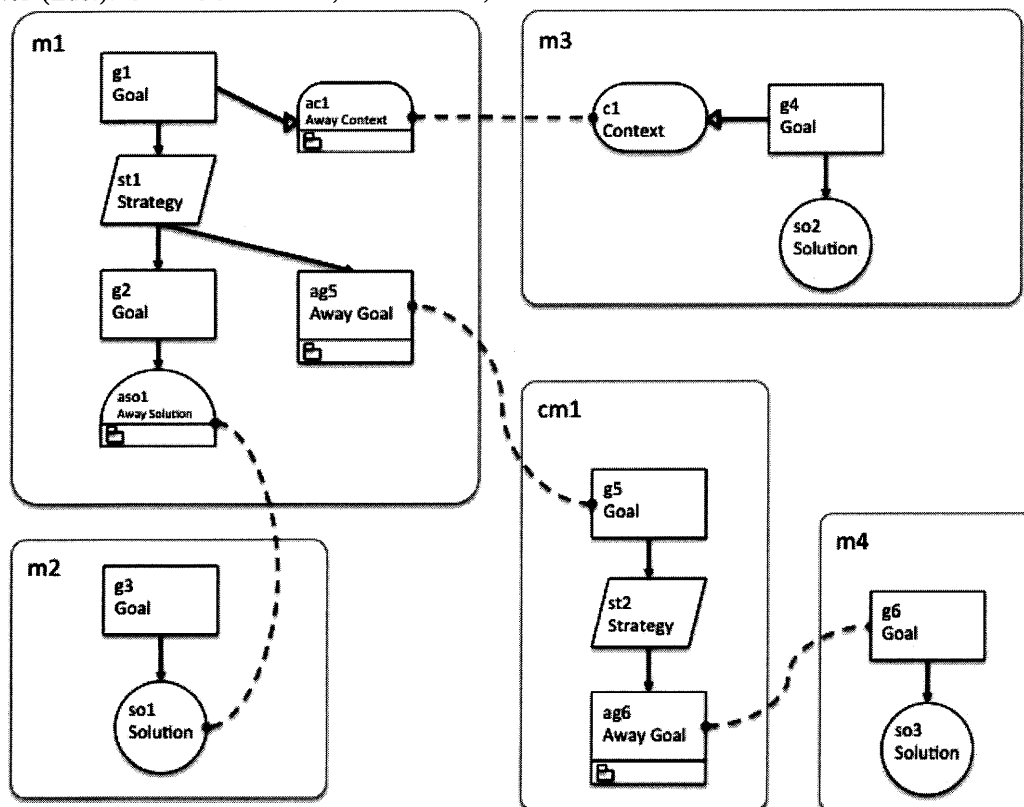 m1
g1
Goal
ac1
Away Context
st1
Strategy
g2
Goal
ag5
Away Goal
aso1
Away Solution
m3
c1
Context
g4
Goal
so2
Solution
cm1
g5
Goal
st2
Strategy
ag6
Away Goal
m2
g3
Goal
so1
Solution
m4
g6
Goal
so3
Solution